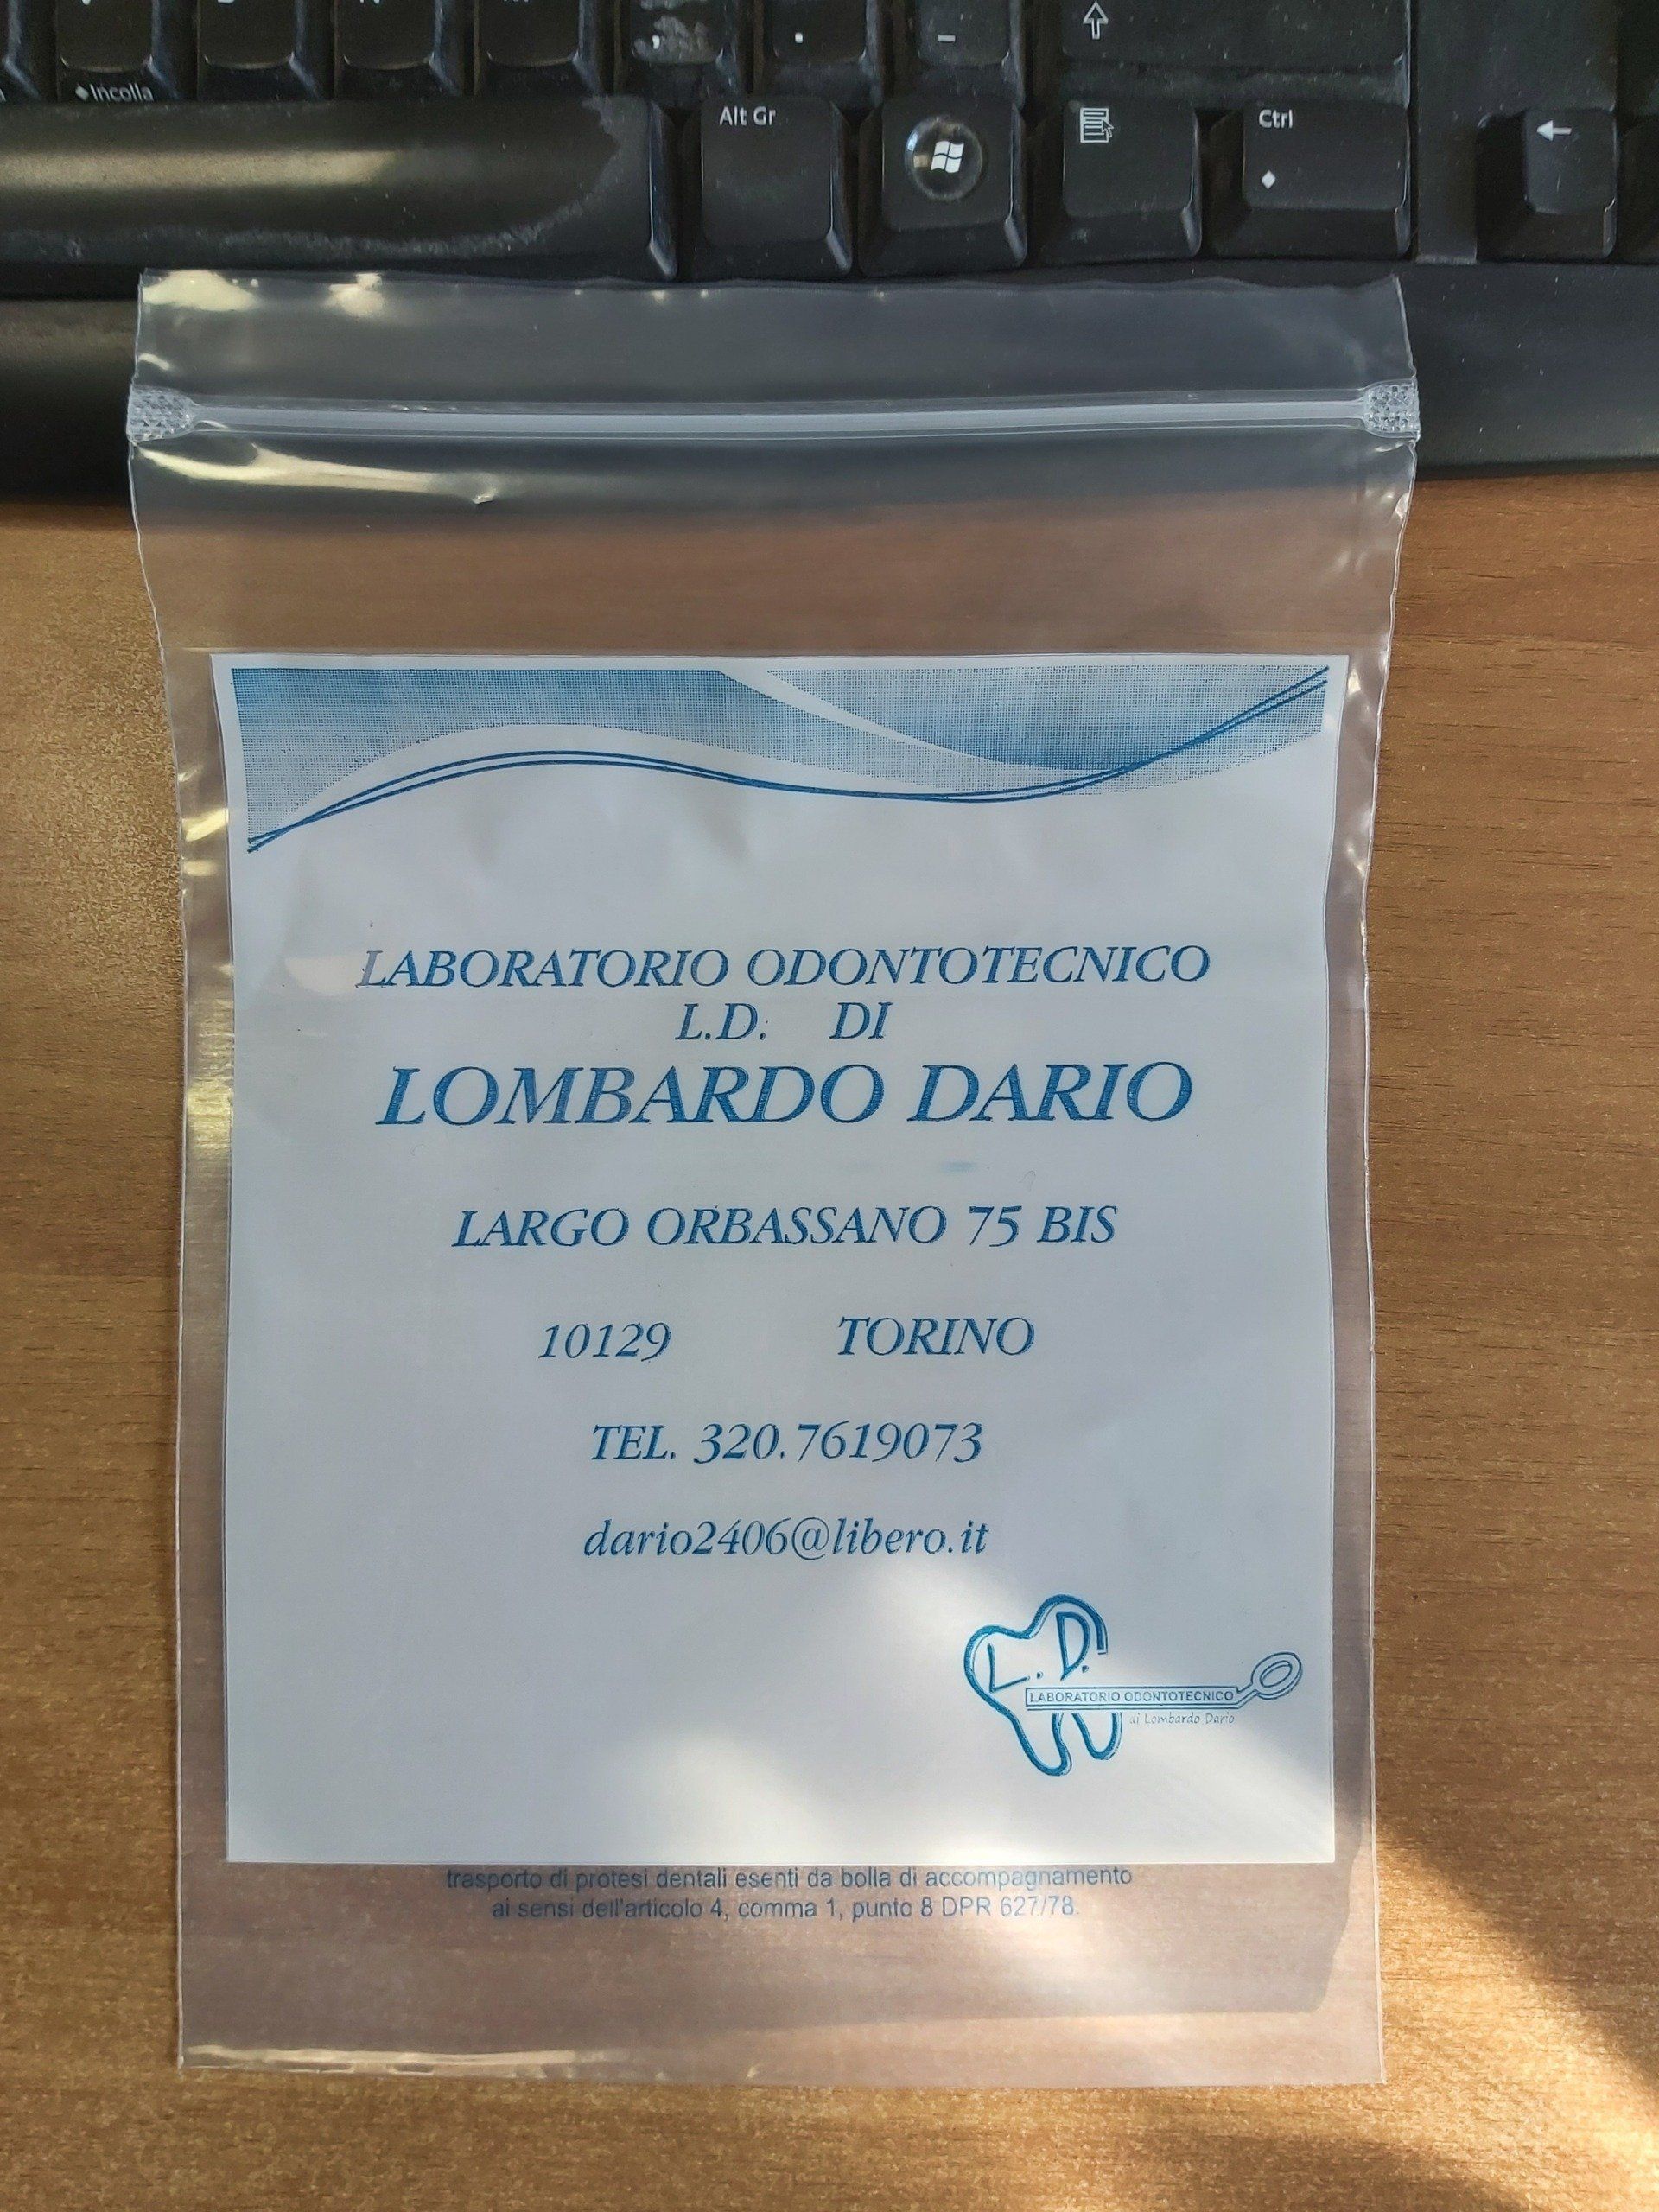 Incolla
Alt Gr
Ctrl
LABORATORIO ODONTOTECNICO
L.D. DI
LOMBARDO DARIO
LARGO ORBASSANO 75 BIS
10129 TORINO
TEL. 320.7619073
dario2406@libero.it
L. D.
LABORATORIO ODONTOTECNICO
di Lombardo Dario
trasporto di protesi dentali esenti da bolla di accompagnamento
ai sensi dell'articolo 4, comma 1, punto 8 DPR 627/78.